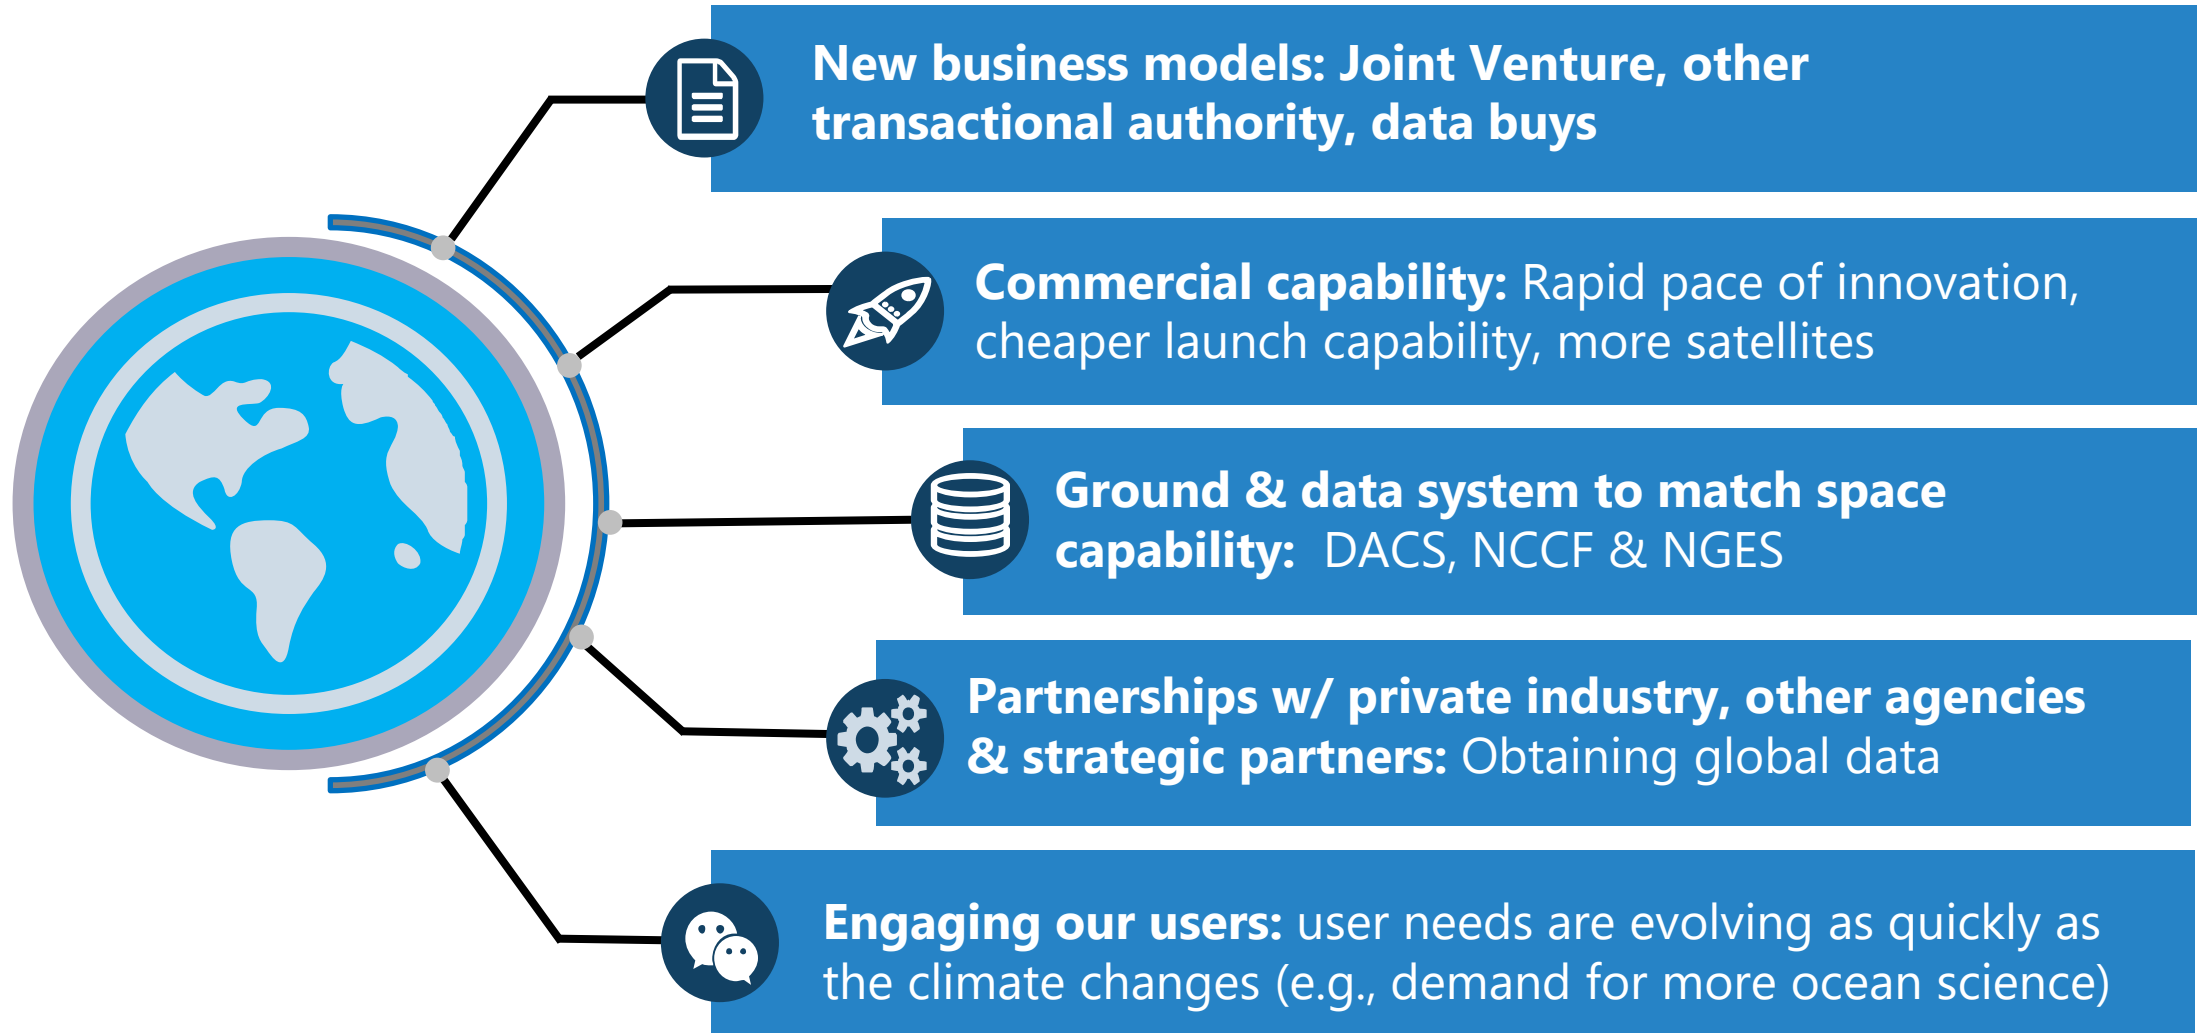 New business models: Joint Venture, other
transactional authority, data buys
Commercial capability: Rapid pace of innovation,
cheaper launch capability, more satellites
Ground & data system to match space
capability:  DACS, NCCF & NGES
Partnerships w/ private industry, other agencies
& strategic partners: Obtaining global data
Engaging our users: user needs are evolving as quickly as
the climate changes (e.g., demand for more ocean science)